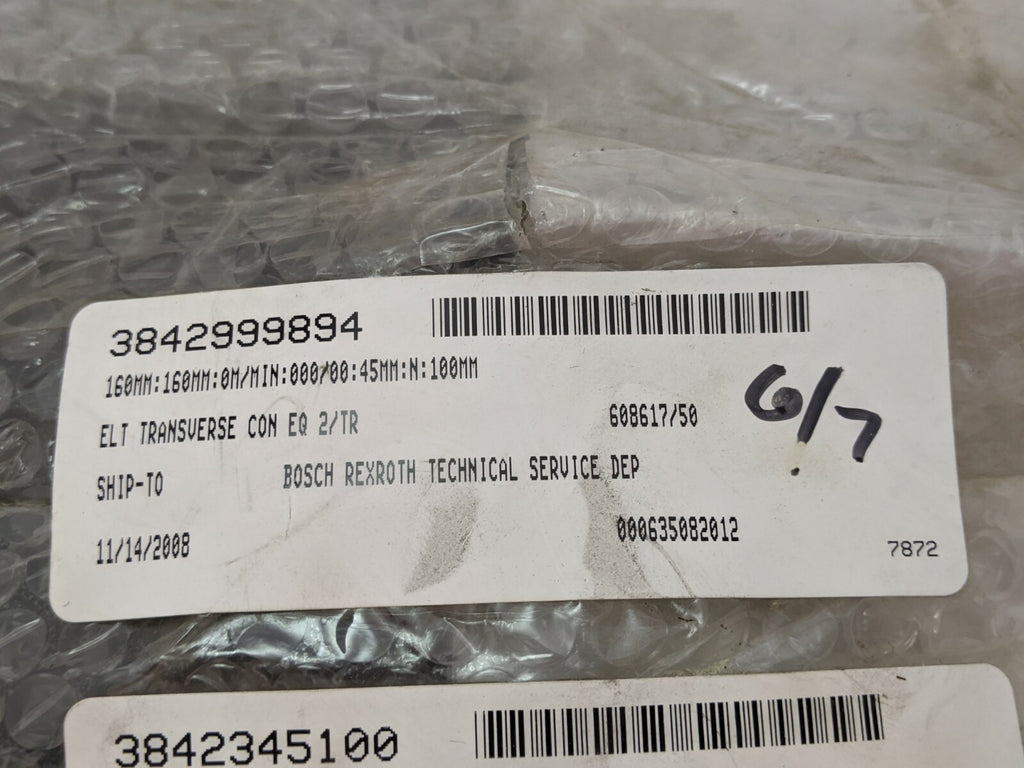 3842999894
160MM:160MM:0M/MIN:000/00:45MM:N:100MM
ELT TRANSVERSE CON EQ 2/TR
608617/50
6/7
SHIP-TO
BOSCH REXROTH TECHNICAL SERVICE DEP
11/14/2008
000635082012
7872
3842345100